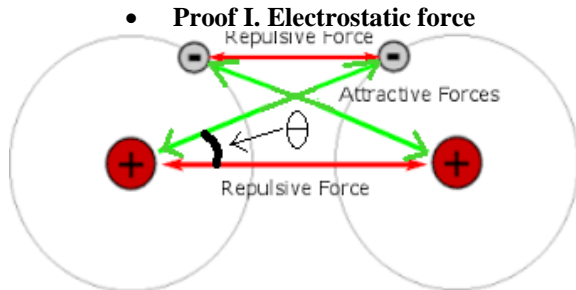 • Proof I. Electrostatic force
Repulsive Force
- -
Attractive Forces
θ
+ +
Repulsive Force